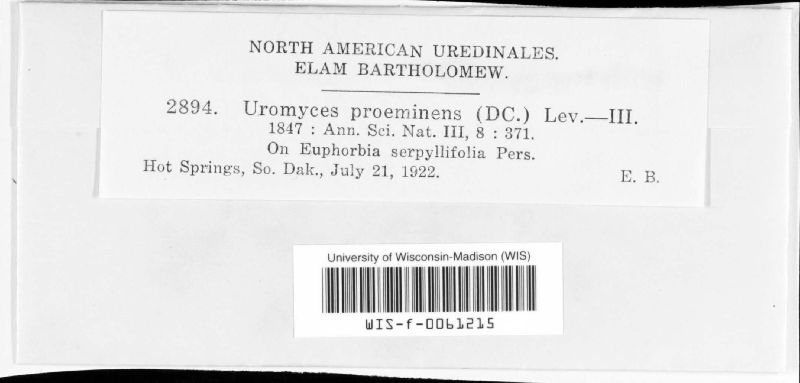 NORTH AMERICAN UREDINALES.
ELAM BARTHOLOMEW.
2894. Uromyces proeminens (DC.) Lev.—III.
1847 : Ann. Sci. Nat. III, 8 : 371.
On Euphorbia serpyllifolia Pers.
Hot Springs, So. Dak., July 21, 1922. E. B.
University of Wisconsin-Madison (WIS)
WIS-f-0061215